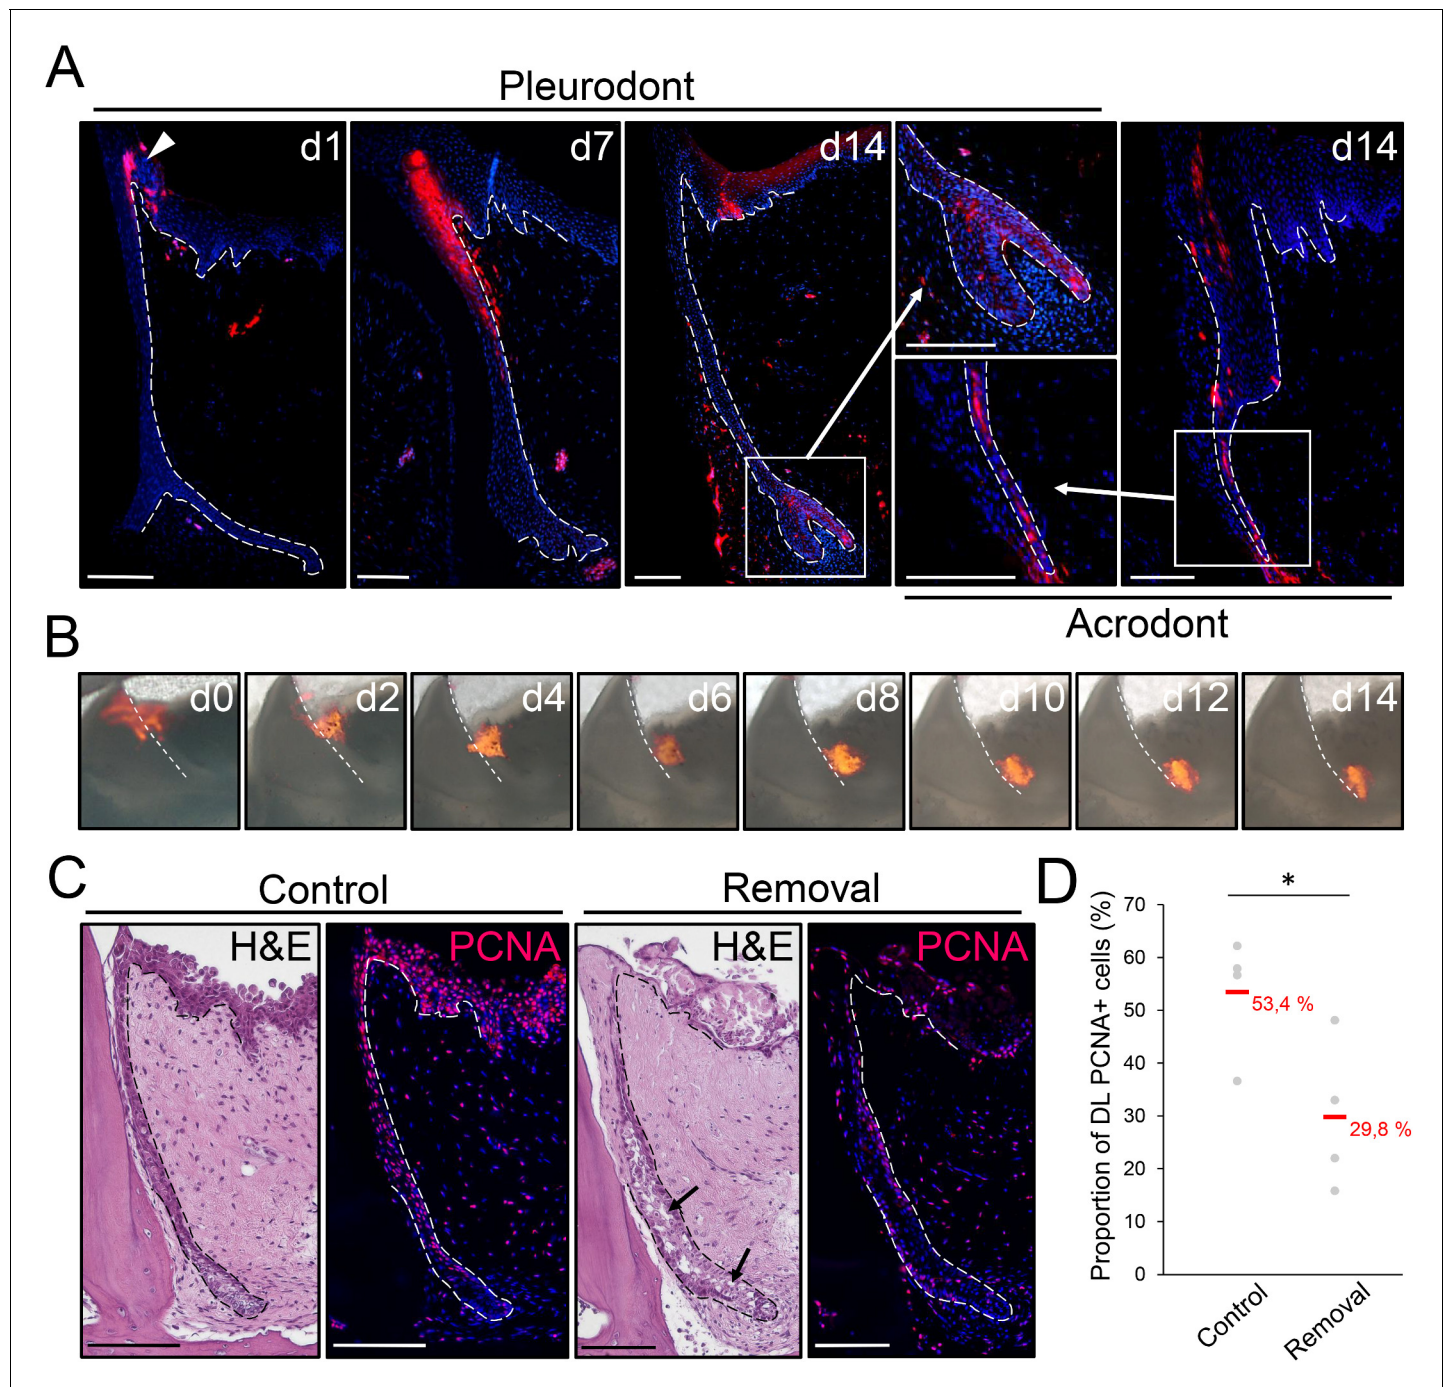 A
Pleurodont
d1
d7
d14
d14
Acrodont
B
d0
d2
d4
d6
d8
d10
d12
d14
C
Control
Removal
H&E
PCNA
H&E
PCNA
D
*
Proportion of DL PCNA+ cells (%)
70
60
50
40
30
20
10
0
53,4 %
29,8 %
Control
Removal